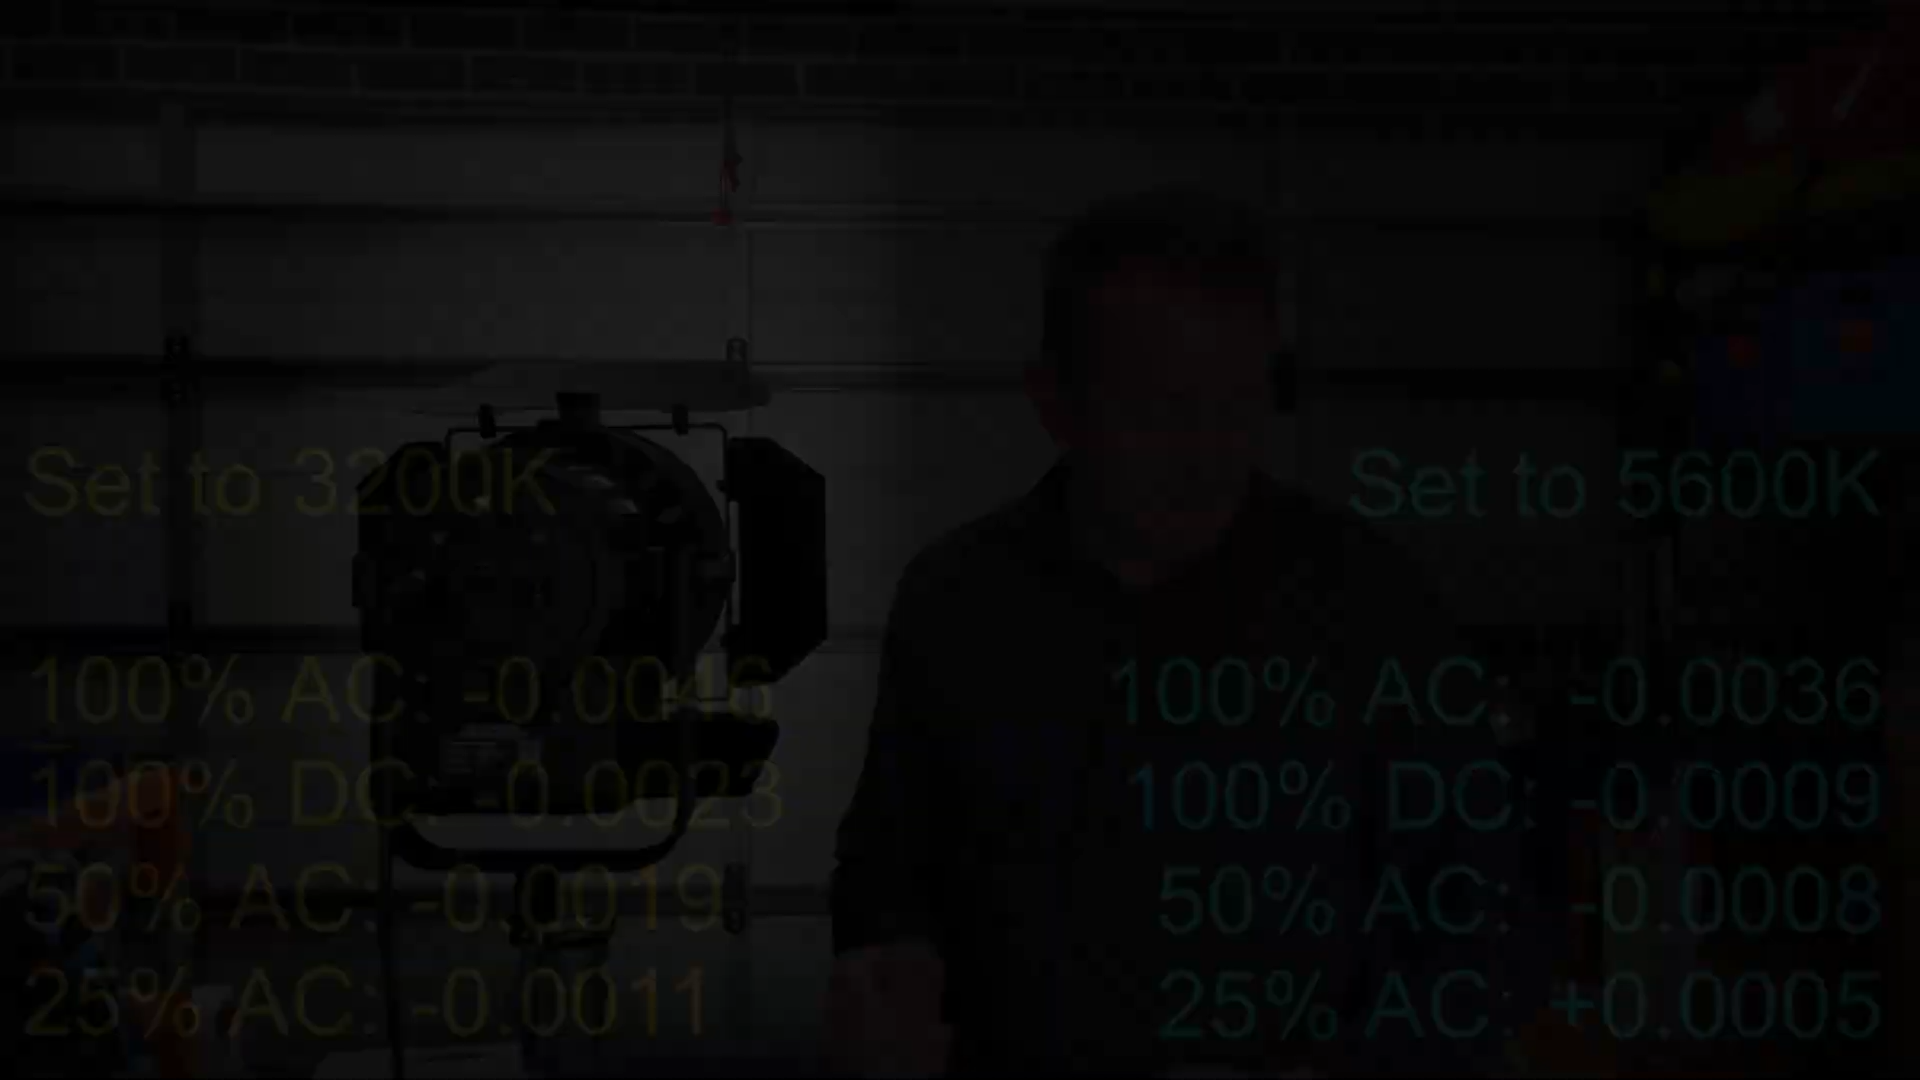 Set to 3200K
100% AC: -0.0046
100% DC: -0.0023
50% AC: -0.0019
25% AC: -0.0011
Set to 5600K
100% AC: -0.0036
100% DC: -0.0009
50% AC: -0.0008
25% AC: +0.0005